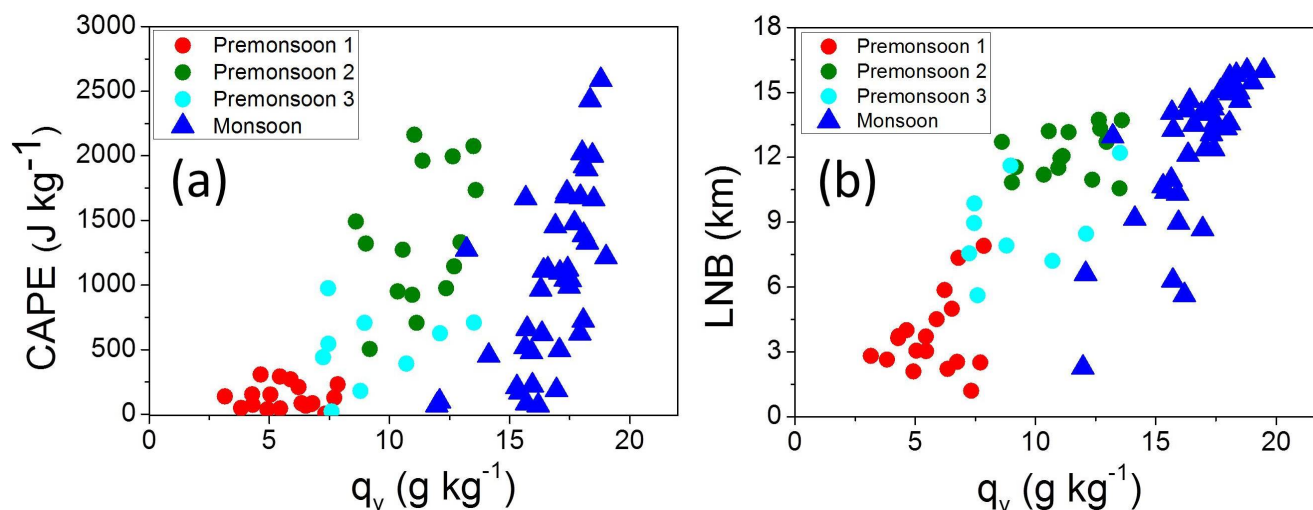 3000
2500
2000
1500
1000
500
0
0 5 10 15 20
CAPE (J kg⁻¹)
qᵥ (g kg⁻¹)
Premonsoon 1
Premonsoon 2
Premonsoon 3
Monsoon
(a)
18
15
12
9
6
3
0
0 5 10 15 20
LNB (km)
qᵥ (g kg⁻¹)
Premonsoon 1
Premonsoon 2
Premonsoon 3
Monsoon
(b)